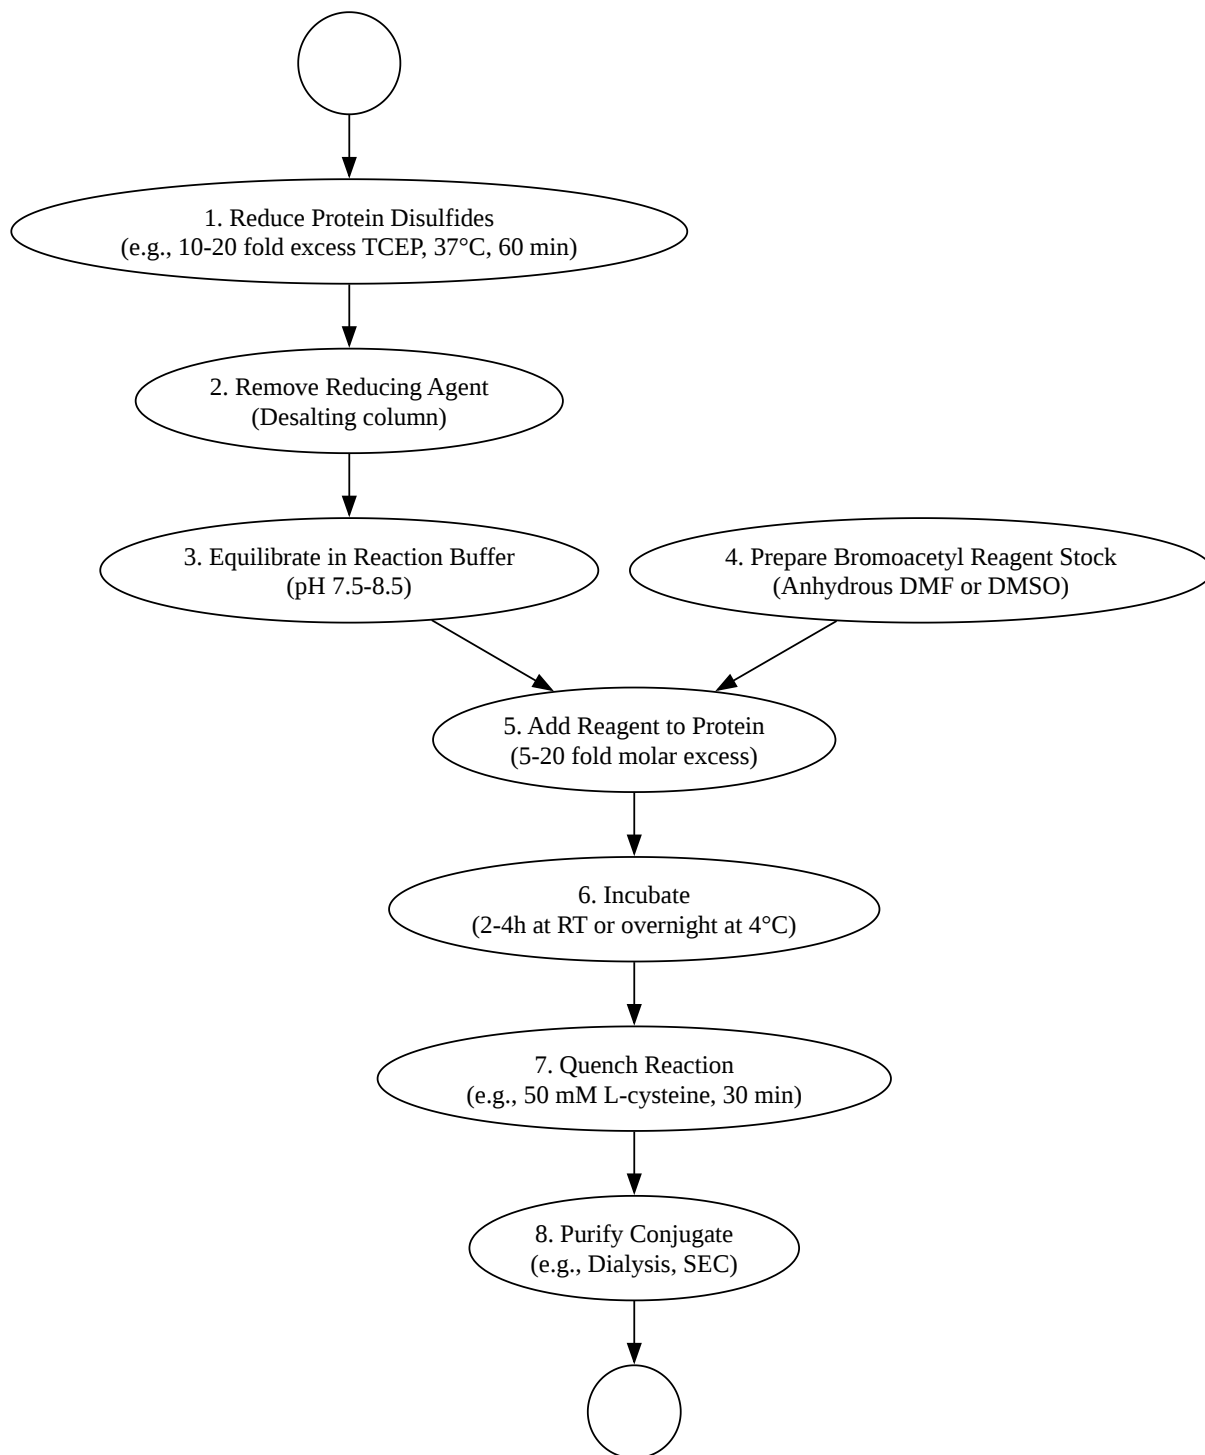 1. Reduce Protein Disulfides
(e.g., 10-20 fold excess TCEP, 37°C, 60 min)
2. Remove Reducing Agent
(Desalting column)
3. Equilibrate in Reaction Buffer
(pH 7.5-8.5)
4. Prepare Bromoacetyl Reagent Stock
(Anhydrous DMF or DMSO)
5. Add Reagent to Protein
(5-20 fold molar excess)
6. Incubate
(2-4h at RT or overnight at 4°C)
7. Quench Reaction
(e.g., 50 mM L-cysteine, 30 min)
8. Purify Conjugate
(e.g., Dialysis, SEC)